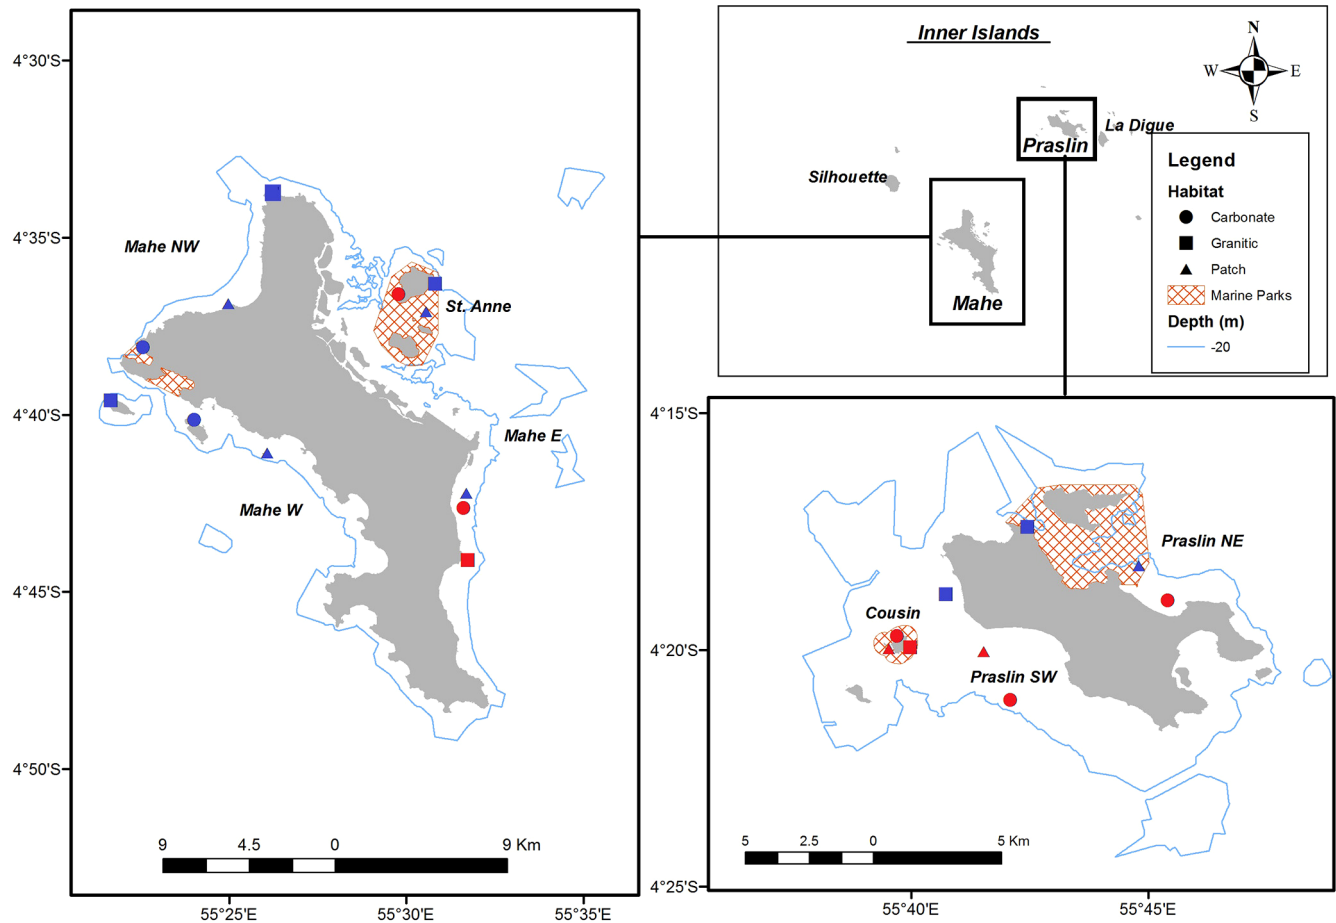 Inner Islands
N
W
E
S
La Digue
Praslin
Silhouette
Mahe
Legend
Habitat
Carbonate
Granitic
Patch
Marine Parks
Depth (m)
-20
4°30'S
4°35'S
4°40'S
4°45'S
4°50'S
Mahe NW
St. Anne
Mahe E
Mahe W
9 4.5 0 9 Km
55°25'E 55°30'E 55°35'E
4°15'S
4°20'S
4°25'S
Praslin NE
Cousin
Praslin SW
5 2.5 0 5 Km
55°40'E 55°45'E